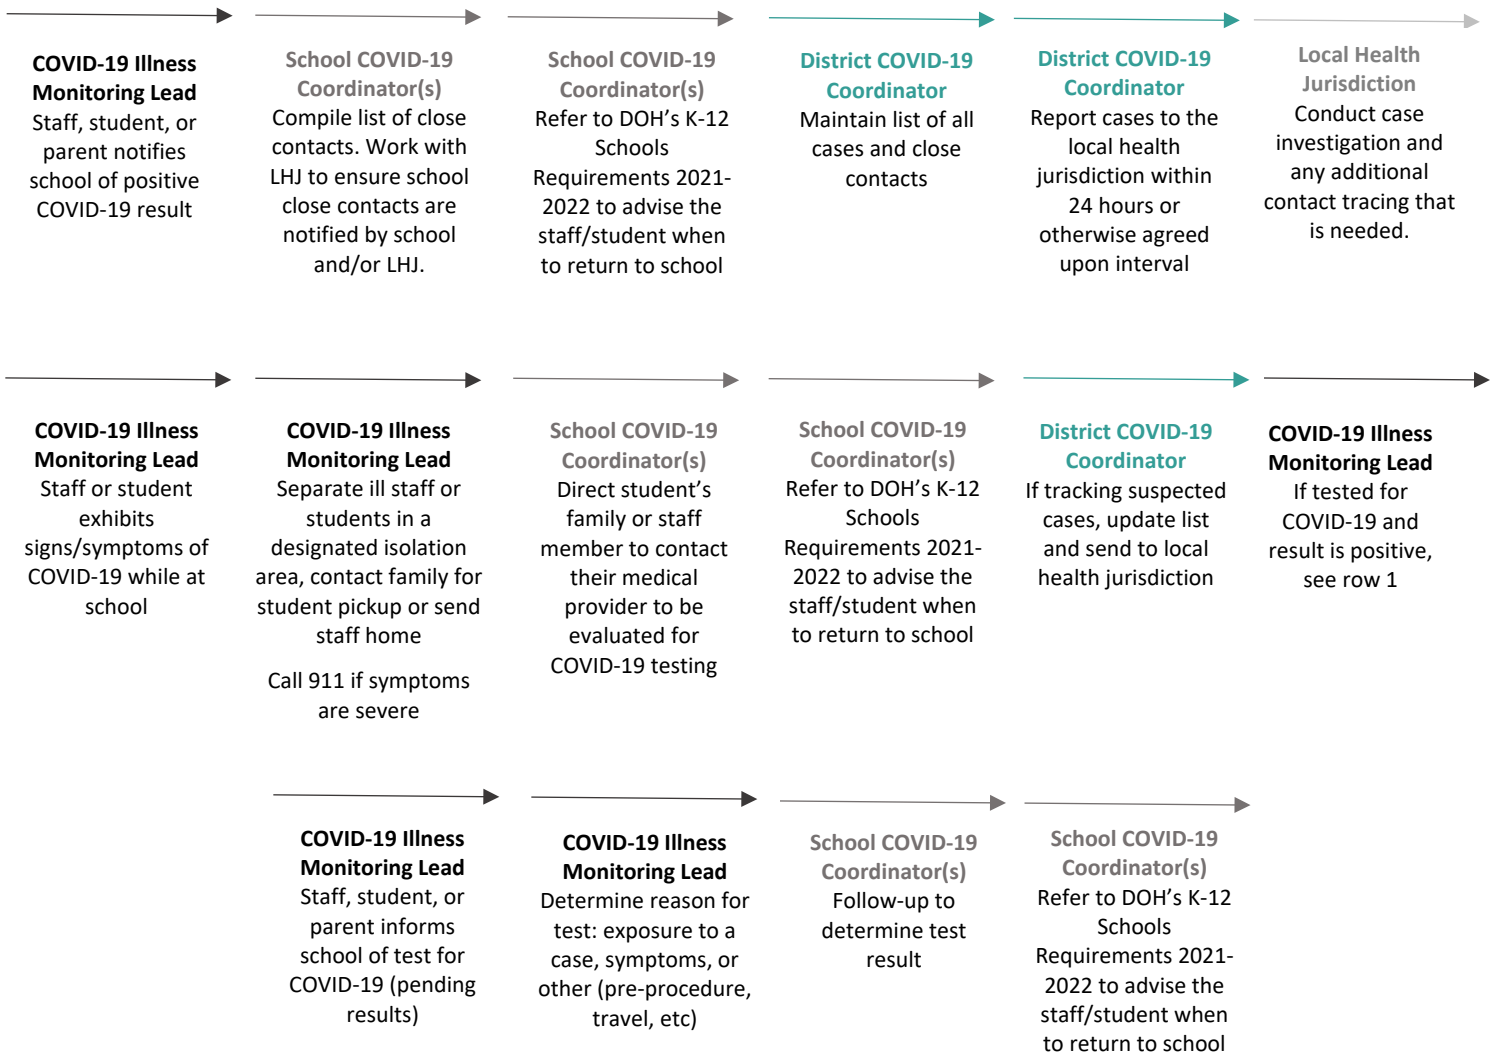 COVID-19 Illness
Monitoring Lead
Staff, student, or
parent notifies
school of positive
COVID-19 result
School COVID-19
Coordinator(s)
Compile list of close
contacts. Work with
LHJ to ensure school
close contacts are
notified by school
and/or LHJ.
School COVID-19
Coordinator(s)
Refer to DOH's K-12
Schools
Requirements 2021-
2022 to advise the
staff/student when
to return to school
District COVID-19
Coordinator
Maintain list of all
cases and close
contacts
District COVID-19
Coordinator
Report cases to the
local health
jurisdiction within
24 hours or
otherwise agreed
upon interval
Local Health
Jurisdiction
Conduct case
investigation and
any additional
contact tracing that
is needed.
COVID-19 Illness
Monitoring Lead
Staff or student
exhibits
signs/symptoms of
COVID-19 while at
school
COVID-19 Illness
Monitoring Lead
Separate ill staff or
students in a
designated isolation
area, contact family for
student pickup or send
staff home
Call 911 if symptoms
are severe
School COVID-19
Coordinator(s)
Direct student's
family or staff
member to contact
their medical
provider to be
evaluated for
COVID-19 testing
School COVID-19
Coordinator(s)
Refer to DOH's K-12
Schools
Requirements 2021-
2022 to advise the
staff/student when
to return to school
District COVID-19
Coordinator
If tracking suspected
cases, update list
and send to local
health jurisdiction
COVID-19 Illness
Monitoring Lead
If tested for
COVID-19 and
result is positive,
see row 1
COVID-19 Illness
Monitoring Lead
Staff, student, or
parent informs
school of test for
COVID-19 (pending
results)
COVID-19 Illness
Monitoring Lead
Determine reason for
test: exposure to a
case, symptoms, or
other (pre-procedure,
travel, etc)
School COVID-19
Coordinator(s)
Follow-up to
determine test
result
School COVID-19
Coordinator(s)
Refer to DOH's K-12
Schools
Requirements 2021-
2022 to advise the
staff/student when
to return to school